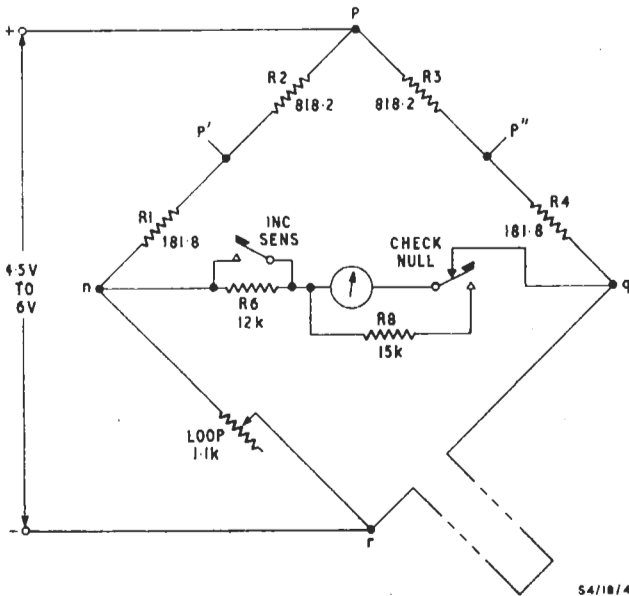 p
+
R2
818·2
R3
818·2
p'
p"
R1
181·8
R4
181·8
INC
SENS
CHECK
NULL
4·5V
TO
6V
n
q
R6
12k
R8
15k
LOOP
1·1k
−
r
S4/18/4